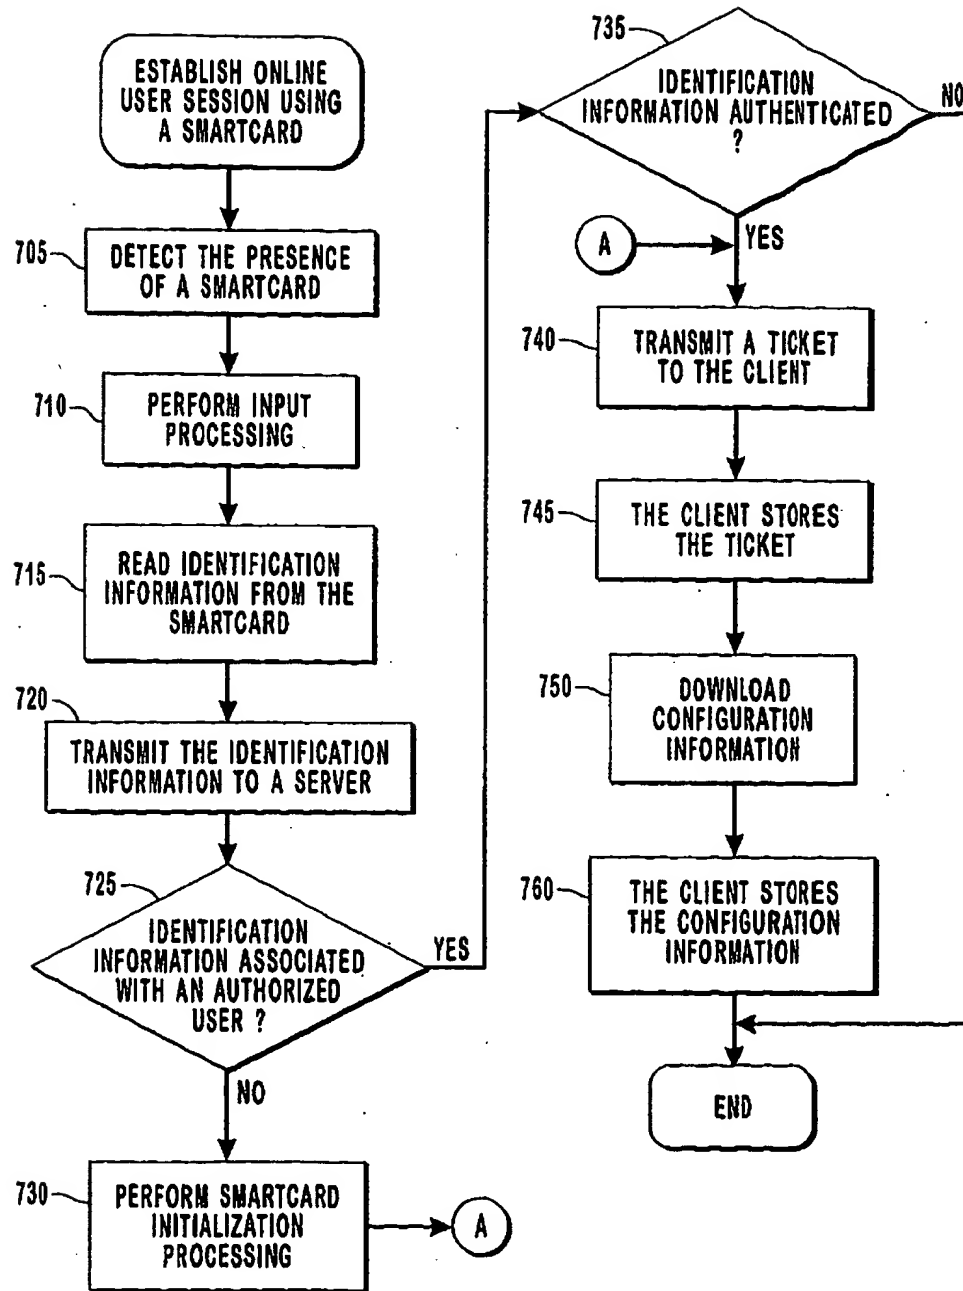 ESTABLISH ONLINE
USER SESSION USING
A SMARTCARD
705
DETECT THE PRESENCE
OF A SMARTCARD
710
PERFORM INPUT
PROCESSING
715
READ IDENTIFICATION
INFORMATION FROM THE
SMARTCARD
720
TRANSMIT THE IDENTIFICATION
INFORMATION TO A SERVER
725
IDENTIFICATION
INFORMATION ASSOCIATED
WITH AN AUTHORIZED
USER ?
YES
NO
730
PERFORM SMARTCARD
INITIALIZATION
PROCESSING
A
735
IDENTIFICATION
INFORMATION AUTHENTICATED
?
NO
YES
A
740
TRANSMIT A TICKET
TO THE CLIENT
745
THE CLIENT STORES
THE TICKET
750
DOWNLOAD
CONFIGURATION
INFORMATION
760
THE CLIENT STORES
THE CONFIGURATION
INFORMATION
END